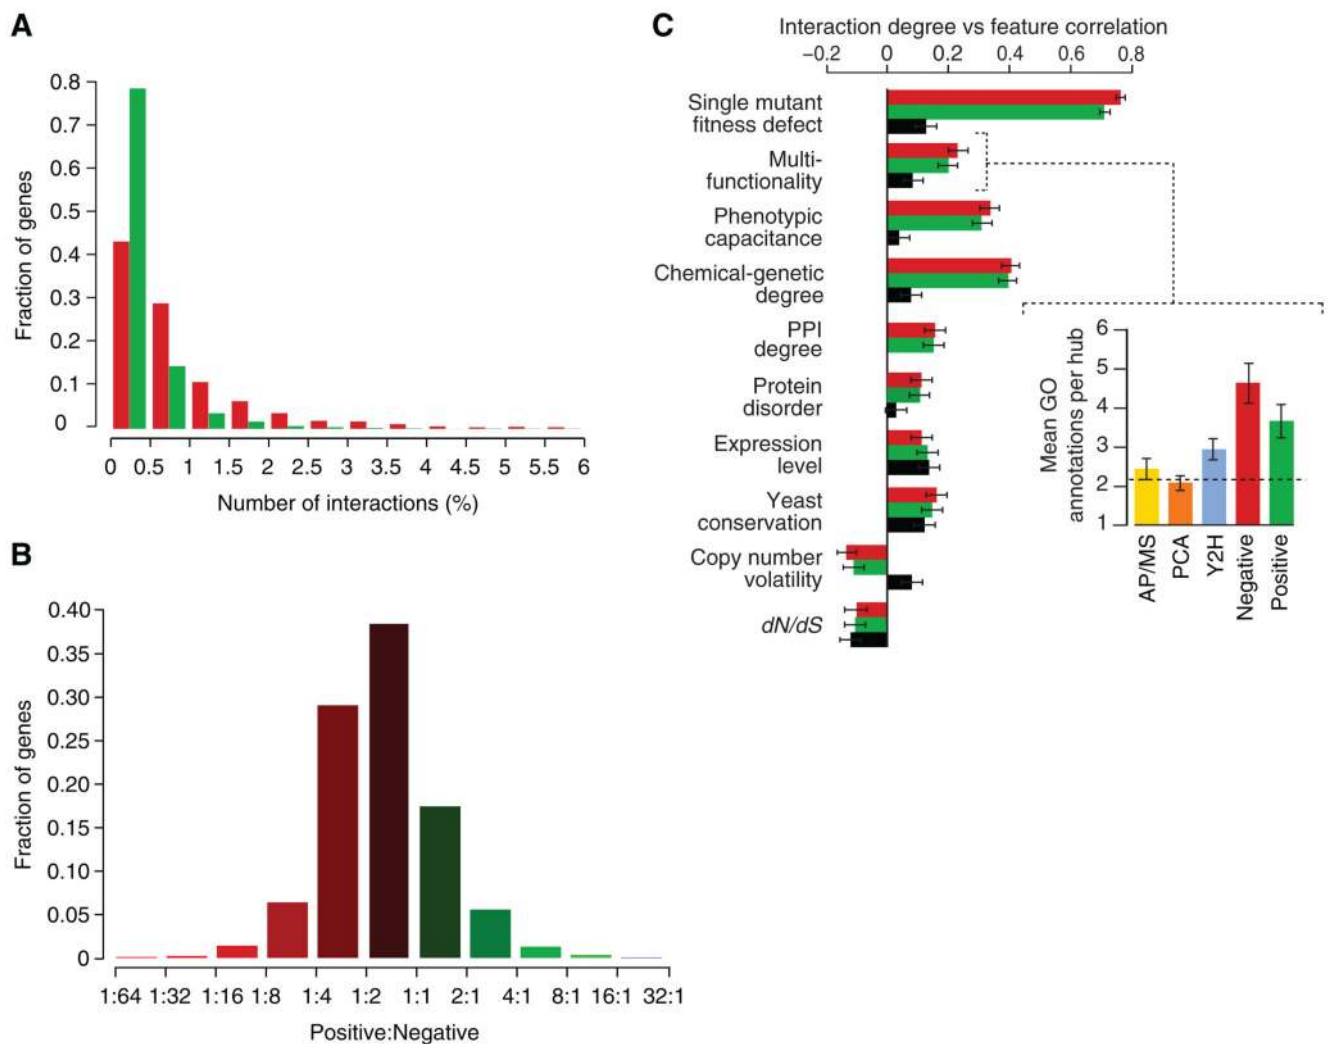 A
0.8
0.7
0.6
0.5
0.4
0.3
0.2
0.1
0
Fraction of genes
0 0.5 1 1.5 2 2.5 3 3.5 4 4.5 5 5.5 6
Number of interactions (%)
B
0.40
0.35
0.30
0.25
0.20
0.15
0.10
0.05
0
Fraction of genes
1:64 1:32 1:16 1:8 1:4 1:2 1:1 2:1 4:1 8:1 16:1 32:1
Positive:Negative
C
Interaction degree vs feature correlation
−0.2 0 0.2 0.4 0.6 0.8
Single mutant
fitness defect
Multi-
functionality
Phenotypic
capacitance
Chemical-genetic
degree
PPI
degree
Protein
disorder
Expression
level
Yeast
conservation
Copy number
volatility
dN/dS
Mean GO
annotations per hub
6
5
4
3
2
1
AP/MS
PCA
Y2H
Negative
Positive